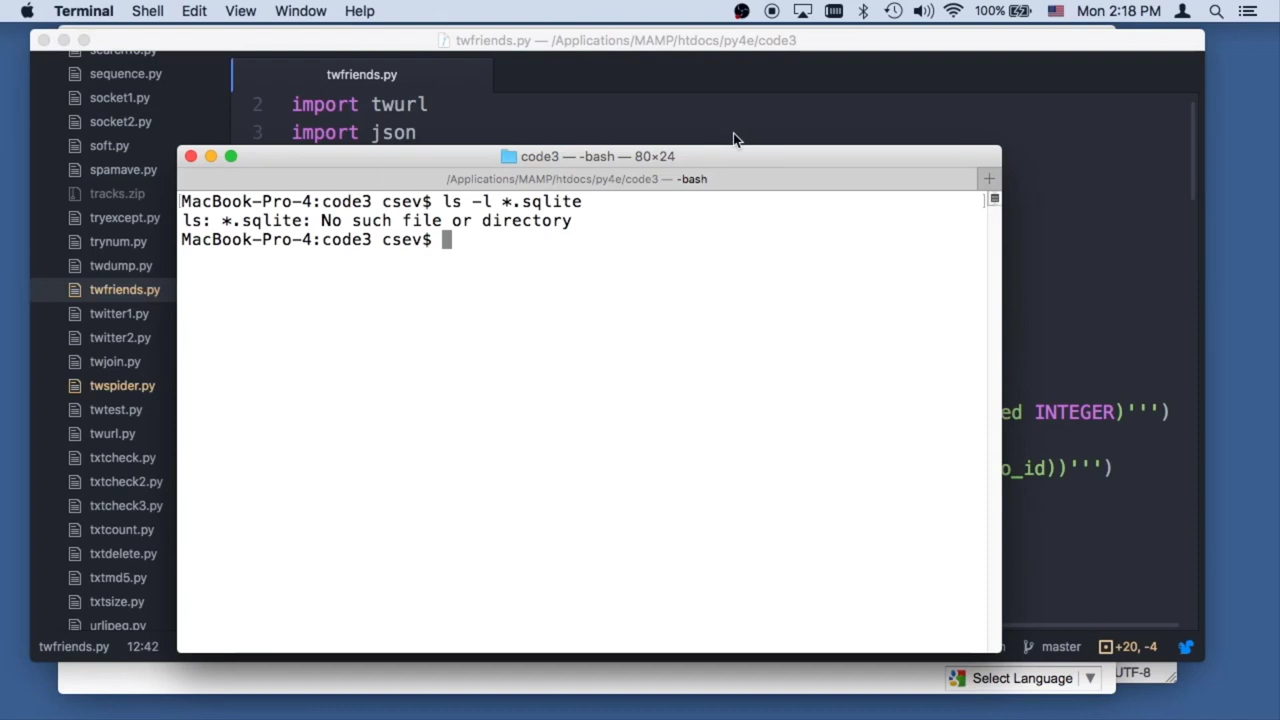 Terminal Shell Edit View Window Help 100% Mon 2:18 PM
twfriends.py — /Applications/MAMP/htdocs/py4e/code3
sequence.py
socket1.py
socket2.py
soft.py
spamave.py
tracks.zip
tryexcept.py
trynum.py
twdump.py
twfriends.py
twitter1.py
twitter2.py
twjoin.py
twspider.py
twtest.py
twurl.py
txtcheck.py
txtcheck2.py
txtcheck3.py
txtcount.py
txtdelete.py
txtmd5.py
txtsize.py
urljpeg.py
twfriends.py
2 import twurl
3 import json
code3 — -bash — 80×24
/Applications/MAMP/htdocs/py4e/code3 — -bash
MacBook-Pro-4:code3 csev$ ls -l *.sqlite
ls: *.sqlite: No such file or directory
MacBook-Pro-4:code3 csev$
ed INTEGER)''')
o_id))''')
twfriends.py 12:42 master +20, -4
Select Language ▼ UTF-8